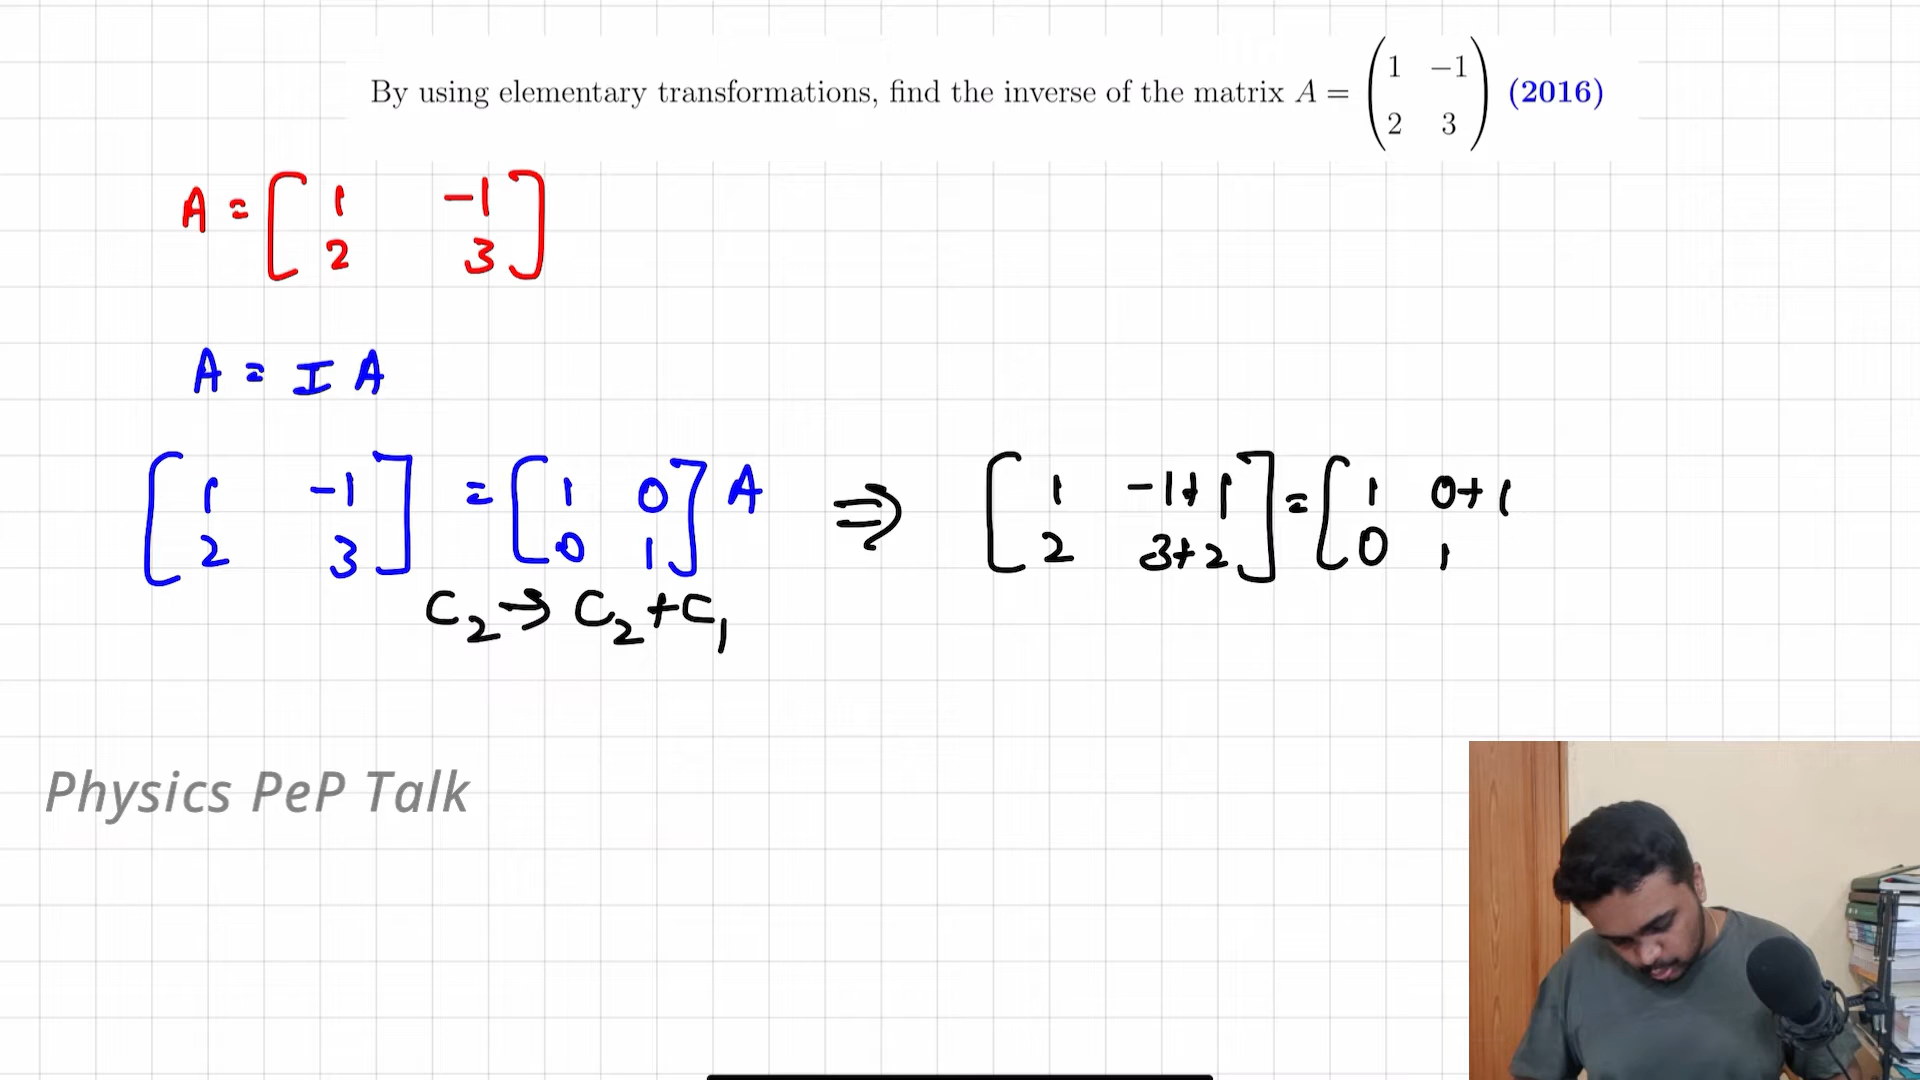 By using elementary transformations, find the inverse of the matrix A = ( 1 −1 (2016)
2 3 )
A = [ 1 -1
2 3 ]
A = I A
[ 1 -1 ] = [ 1 0 ] A ⇒ [ 1 -1+1 ] = [ 1 0+1
2 3 0 1 2 3+2 0 1
C₂ → C₂+C₁
Physics PeP Talk